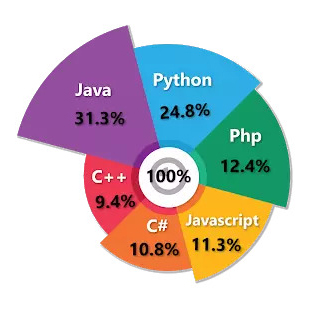 Java
31.3%
Python
24.8%
Php
12.4%
Javascript
11.3%
C#
10.8%
C++
9.4%
100%